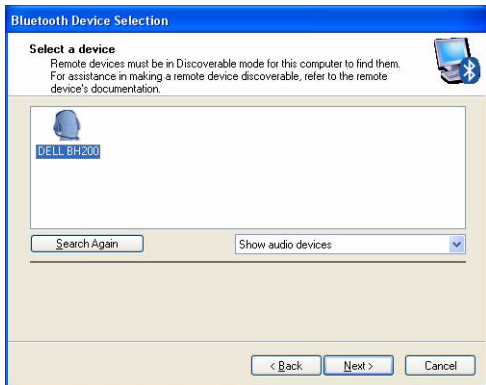 Bluetooth Device Selection
Select a device
Remote devices must be in Discoverable mode for this computer to find them.
For assistance in making a remote device discoverable, refer to the remote
device's documentation.
DELL BH200
Search Again
Show audio devices
< Back
Next >
Cancel